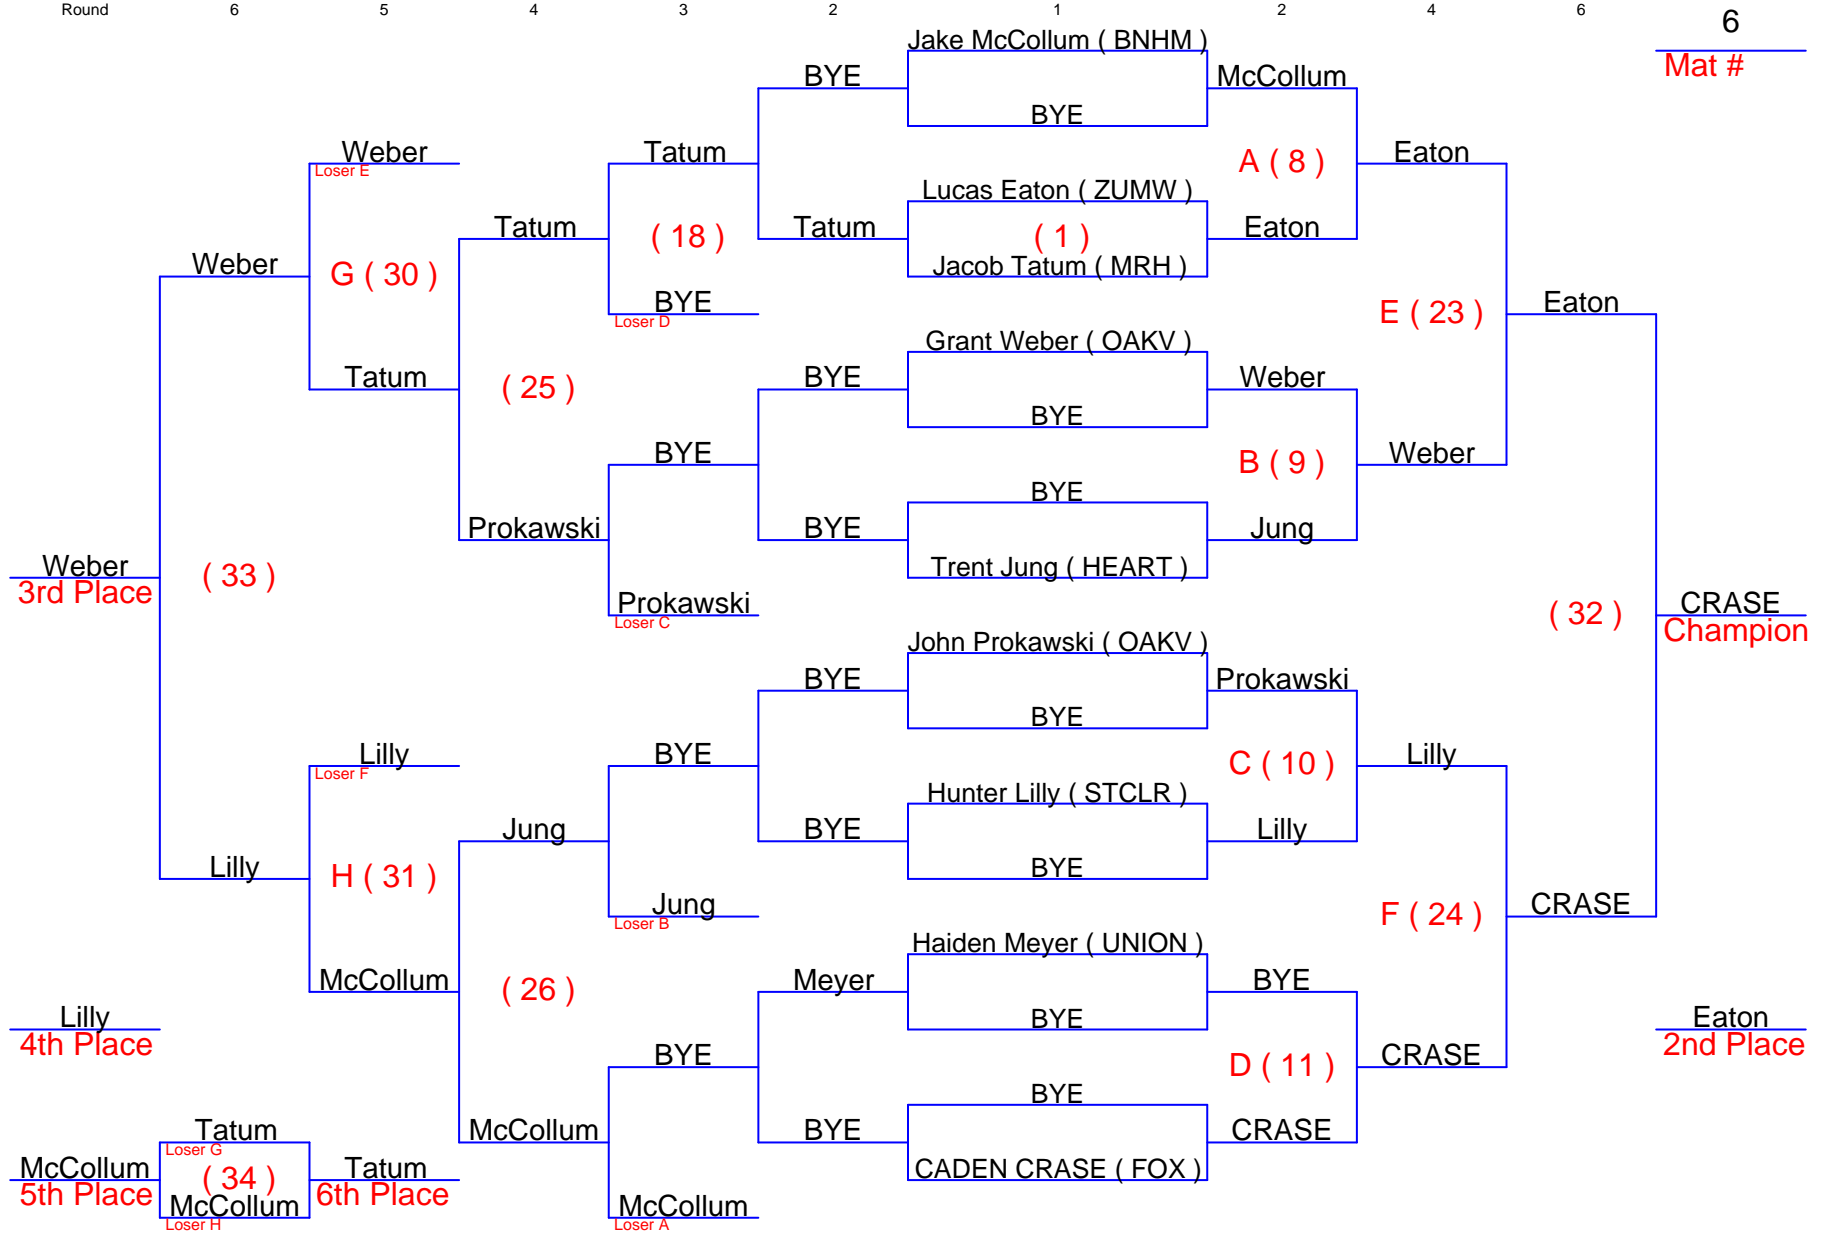 Round 6 5 4 3 2 1 2 4 6
6
Mat #
Jake McCollum ( BNHM )
BYE McCollum
BYE
Weber Tatum A ( 8 ) Eaton
Loser E
Lucas Eaton ( ZUMW )
Tatum ( 18 ) Tatum ( 1 ) Eaton
Weber G ( 30 ) Jacob Tatum ( MRH )
BYE E ( 23 ) Eaton
Loser D
Grant Weber ( OAKV )
Tatum ( 25 ) BYE Weber
BYE
BYE B ( 9 ) Weber
BYE
Prokawski BYE Jung
Weber ( 33 ) Trent Jung ( HEART )
3rd Place
Prokawski ( 32 ) CRASE
Loser C Champion
John Prokawski ( OAKV )
BYE Prokawski
BYE
Lilly BYE C ( 10 ) Lilly
Loser F
Hunter Lilly ( STCLR )
Jung BYE Lilly
Lilly H ( 31 ) BYE
Jung F ( 24 ) CRASE
Loser B
Haiden Meyer ( UNION )
McCollum ( 26 ) Meyer BYE
Lilly BYE Eaton
4th Place 2nd Place
BYE D ( 11 ) CRASE
BYE
Tatum McCollum BYE CRASE
Loser G
McCollum ( 34 ) Tatum CADEN CRASE ( FOX )
5th Place 6th Place
McCollum McCollum
Loser H Loser A